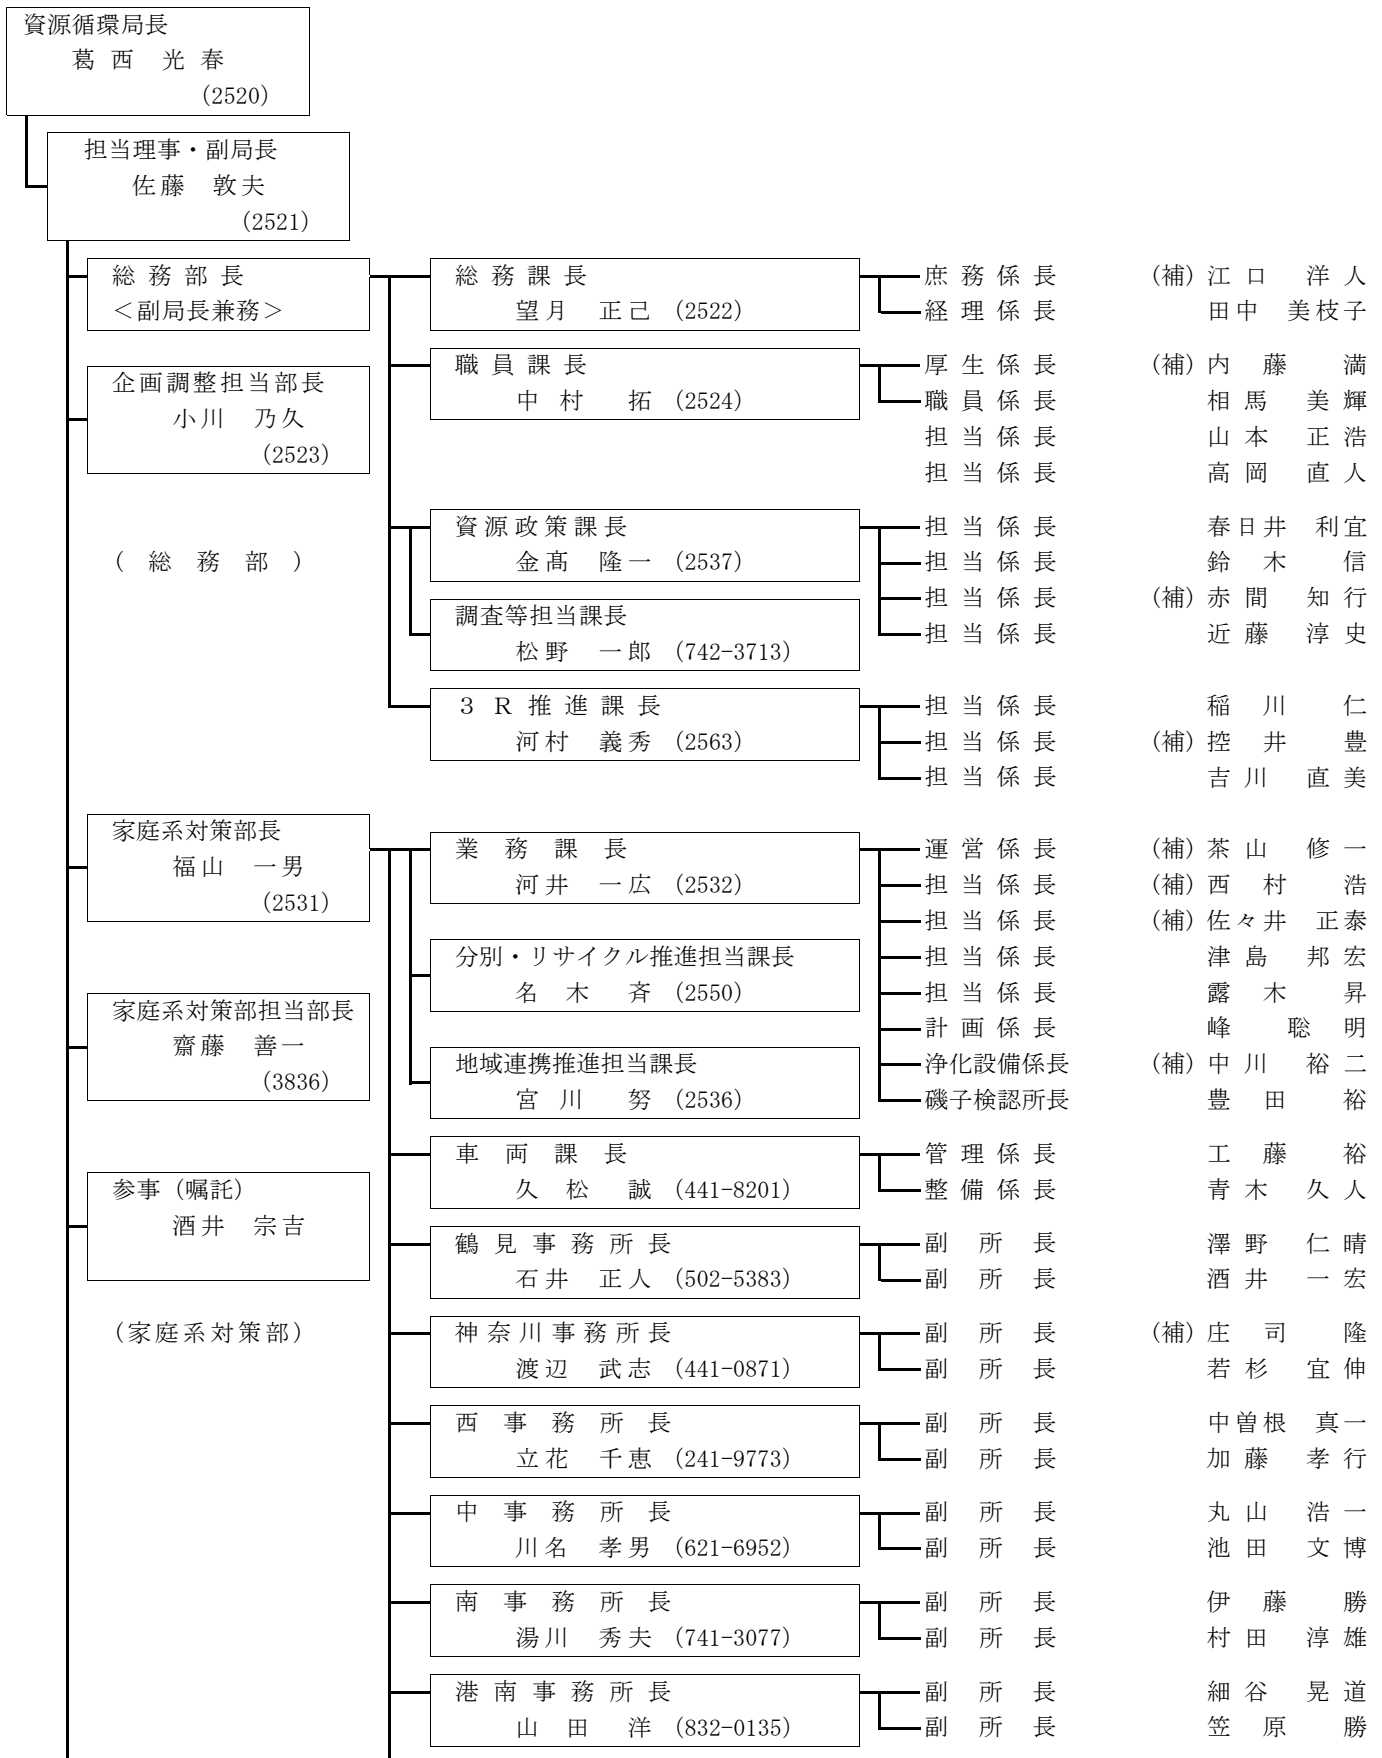 資源循環局長
葛西 光春
(2520)
担当理事・副局長
佐藤 敦夫
(2521)
総務部長
＜副局長兼務＞
総務課長
望月 正己 (2522)
庶務係長 (補) 江口 洋人
経理係長 田中 美枝子
企画調整担当部長
小川 乃久
(2523)
職員課長
中村 拓 (2524)
厚生係長 (補) 内藤 満
職員係長 相馬 美輝
担当係長 山本 正浩
担当係長 高岡 直人
(総務部)
資源政策課長
金髙 隆一 (2537)
調査等担当課長
松野 一郎 (742-3713)
担当係長 春日井 利宜
担当係長 鈴木 信
担当係長 (補) 赤間 知行
担当係長 近藤 淳史
３Ｒ推進課長
河村 義秀 (2563)
担当係長 稲川 仁
担当係長 (補) 控井 豊
担当係長 吉川 直美
家庭系対策部長
福山 一男
(2531)
業務課長
河井 一広 (2532)
分別・リサイクル推進担当課長
名木 斉 (2550)
地域連携推進担当課長
宮川 努 (2536)
運営係長 (補) 茶山 修一
担当係長 (補) 西村 浩
担当係長 (補) 佐々井 正泰
担当係長 津島 邦宏
担当係長 露木 昇
計画係長 峰 聡明
浄化設備係長 (補) 中川 裕二
磯子検認所長 豊田 裕
家庭系対策部担当部長
齋藤 善一
(3836)
参事（嘱託）
酒井 宗吉
(家庭系対策部)
車両課長
久松 誠 (441-8201)
管理係長 工藤 裕
整備係長 青木 久人
鶴見事務所長
石井 正人 (502-5383)
副所長 澤野 仁晴
副所長 酒井 一宏
神奈川事務所長
渡辺 武志 (441-0871)
副所長 (補) 庄司 隆
副所長 若杉 宜伸
西事務所長
立花 千恵 (241-9773)
副所長 中曽根 真一
副所長 加藤 孝行
中事務所長
川名 孝男 (621-6952)
副所長 丸山 浩一
副所長 池田 文博
南事務所長
湯川 秀夫 (741-3077)
副所長 伊藤 勝
副所長 村田 淳雄
港南事務所長
山田 洋 (832-0135)
副所長 細谷 晃道
副所長 笠原 勝